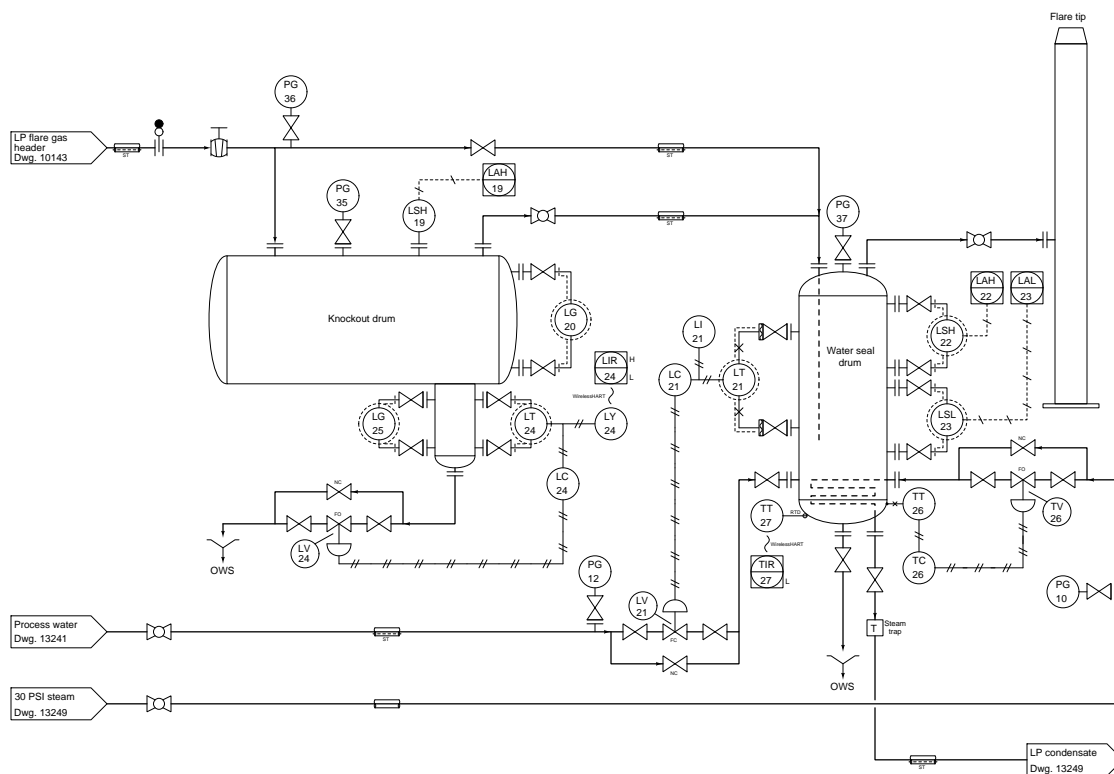 Flare tip
PG
36
LP flare gas
header
Dwg. 10143
ST
ST
LAH
19
PG
35
LSH
19
PG
37
ST
Knockout drum
LG
20
LAH
22
LAL
23
LI
21
LSH
22
Water seal
drum
LIR
24
H
L
LC
21
LT
21
WirelessHART
LG
25
LT
24
LY
24
LSL
23
NC
LC
24
NC
FO
FO
TT
27
RTD
TT
26
TV
26
LV
24
WirelessHART
OWS
PG
12
TIR
27
L
TC
26
PG
10
LV
21
Process water
Dwg. 13241
ST
FC
T
Steam
trap
NC
OWS
30 PSI steam
Dwg. 13249
LP condensate
Dwg. 13249
ST